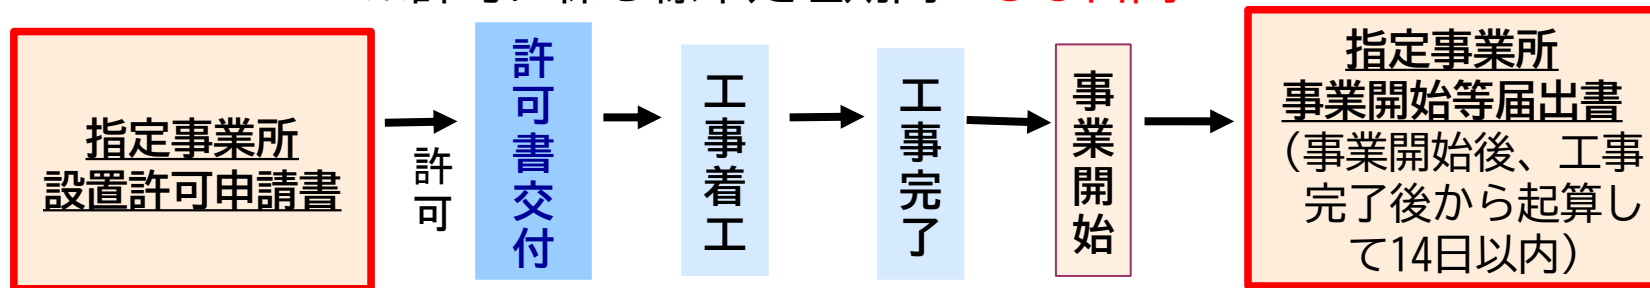 指定事業所
設置許可申請書
許可
許可書交付
工事着工
工事完了
事業開始
指定事業所
事業開始等届出書
（事業開始後、工事
完了後から起算し
て14日以内）